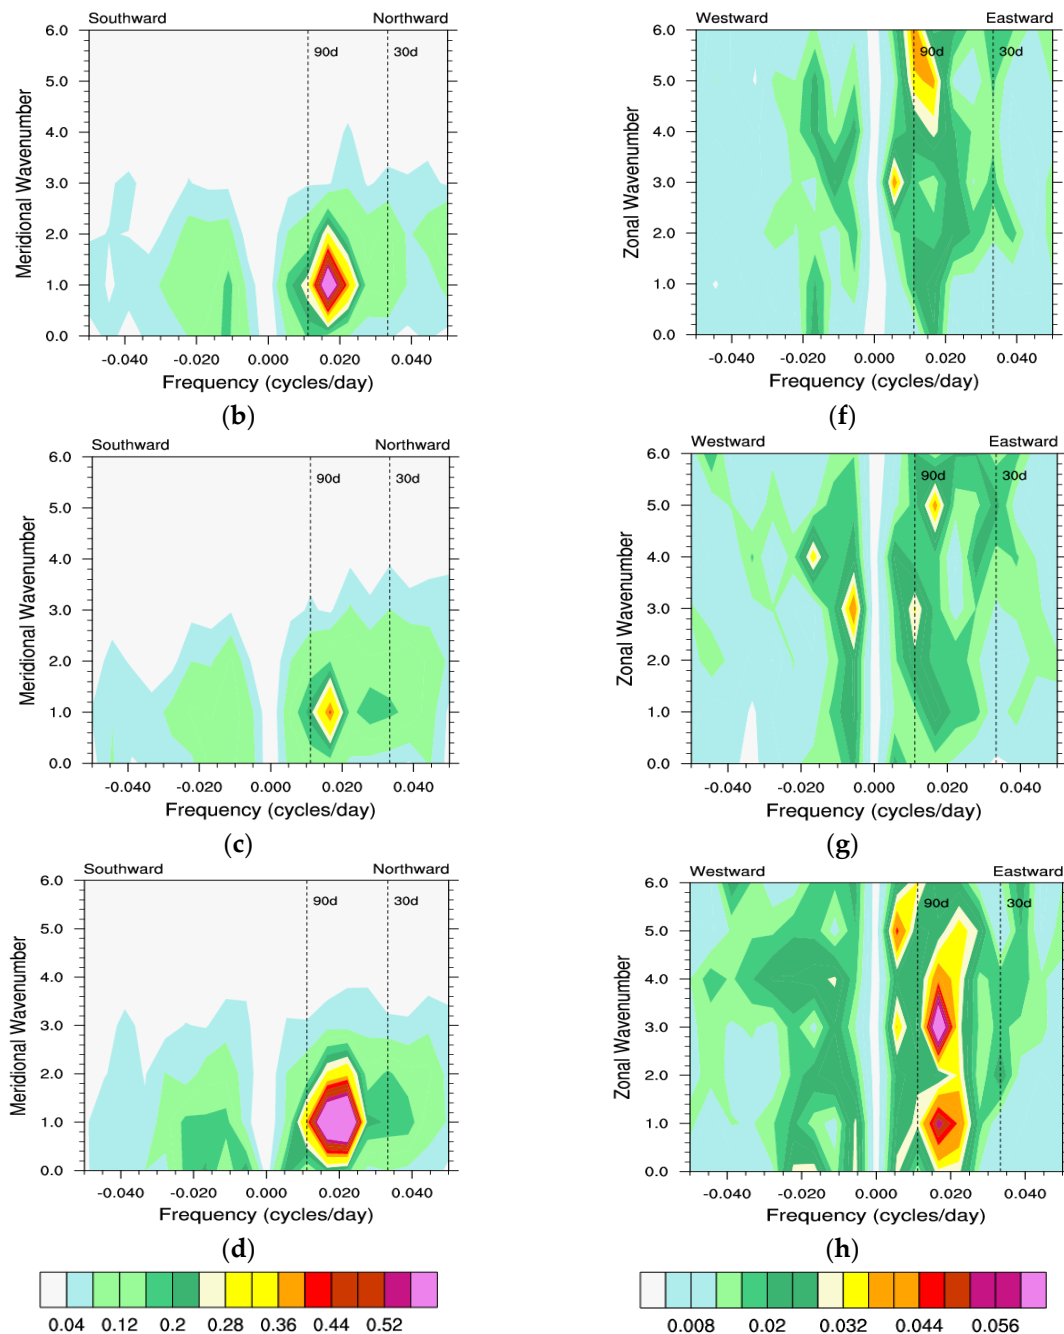 Southward Northward
90d 30d
6.0
5.0
4.0
3.0
2.0
1.0
0.0
Meridional Wavenumber
-0.040 -0.020 0.000 0.020 0.040
Frequency (cycles/day)
(b)
Westward Eastward
90d 30d
6.0
5.0
4.0
3.0
2.0
1.0
0.0
Zonal Wavenumber
-0.040 -0.020 0.000 0.020 0.040
Frequency (cycles/day)
(f)
Southward Northward
90d 30d
6.0
5.0
4.0
3.0
2.0
1.0
0.0
Meridional Wavenumber
-0.040 -0.020 0.000 0.020 0.040
Frequency (cycles/day)
(c)
Westward Eastward
90d 30d
6.0
5.0
4.0
3.0
2.0
1.0
0.0
Zonal Wavenumber
-0.040 -0.020 0.000 0.020 0.040
Frequency (cycles/day)
(g)
Southward Northward
90d 30d
6.0
5.0
4.0
3.0
2.0
1.0
0.0
Meridional Wavenumber
-0.040 -0.020 0.000 0.020 0.040
Frequency (cycles/day)
(d)
Westward Eastward
90d 30d
6.0
5.0
4.0
3.0
2.0
1.0
0.0
Zonal Wavenumber
-0.040 -0.020 0.000 0.020 0.040
Frequency (cycles/day)
(h)
0.04 0.12 0.2 0.28 0.36 0.44 0.52
0.008 0.02 0.032 0.044 0.056